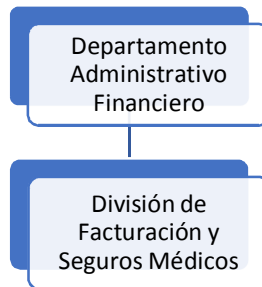 Departamento
Administrativo
Financiero
División de
Facturación y
Seguros Médicos